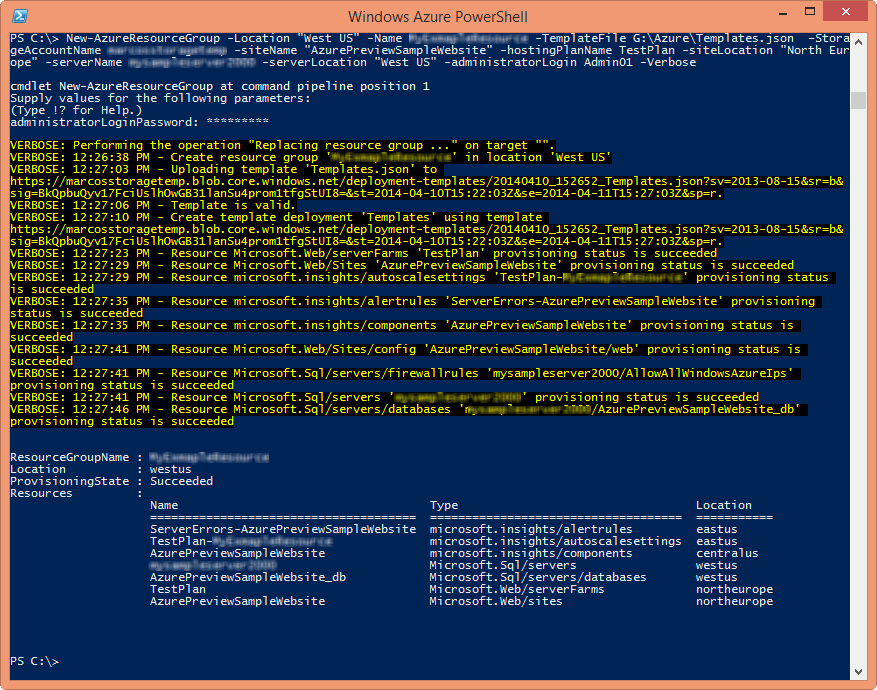 Windows Azure PowerShell
PS C:\> New-AzureResourceGroup -Location "West US" -Name -TemplateFile G:\Azure\Templates.json -Stora
geAccountName -siteName "AzurePreviewSampleWebsite" -hostingPlanName TestPlan -siteLocation "North Eur
ope" -serverName -serverLocation "West US" -administratorLogin Admin01 -Verbose
cmdlet New-AzureResourceGroup at command pipeline position 1
Supply values for the following parameters:
(Type !? for Help.)
administratorLoginPassword: *********
VERBOSE: Performing the operation "Replacing resource group ..." on target "".
VERBOSE: 12:26:38 PM - Create resource group '' in location 'West US'
VERBOSE: 12:27:03 PM - Uploading template 'Templates.json' to
https://marcosstoragetemp.blob.core.windows.net/deployment-templates/20140410_152652_Templates.json?sv=2013-08-15&sr=b&
sig=BkQpbuQyv17FciUslhOwGB31lanSu4prom1tfgStUI8=&st=2014-04-10T15:22:03Z&se=2014-04-11T15:27:03Z&sp=r.
VERBOSE: 12:27:06 PM - Template is valid.
VERBOSE: 12:27:10 PM - Create template deployment 'Templates' using template
https://marcosstoragetemp.blob.core.windows.net/deployment-templates/20140410_152652_Templates.json?sv=2013-08-15&sr=b&
sig=BkQpbuQyv17FciUslhOwGB31lanSu4prom1tfgStUI8=&st=2014-04-10T15:22:03Z&se=2014-04-11T15:27:03Z&sp=r.
VERBOSE: 12:27:23 PM - Resource Microsoft.Web/serverFarms 'TestPlan' provisioning status is succeeded
VERBOSE: 12:27:29 PM - Resource Microsoft.Web/Sites 'AzurePreviewSampleWebsite' provisioning status is succeeded
VERBOSE: 12:27:29 PM - Resource microsoft.insights/autoscalesettings 'TestPlan-' provisioning status
is succeeded
VERBOSE: 12:27:35 PM - Resource microsoft.insights/alertrules 'ServerErrors-AzurePreviewSampleWebsite' provisioning
status is succeeded
VERBOSE: 12:27:35 PM - Resource microsoft.insights/components 'AzurePreviewSampleWebsite' provisioning status is
succeeded
VERBOSE: 12:27:41 PM - Resource Microsoft.Web/Sites/config 'AzurePreviewSampleWebsite/web' provisioning status is
succeeded
VERBOSE: 12:27:41 PM - Resource Microsoft.Sql/servers/firewallrules 'mysampleserver2000/AllowAllWindowsAzureIps'
provisioning status is succeeded
VERBOSE: 12:27:41 PM - Resource Microsoft.Sql/servers '' provisioning status is succeeded
VERBOSE: 12:27:46 PM - Resource Microsoft.Sql/servers/databases '/AzurePreviewSampleWebsite_db'
provisioning status is succeeded
ResourceGroupName :
Location : westus
ProvisioningState : Succeeded
Resources :
Name Type Location
====================================== ==================================== ===========
ServerErrors-AzurePreviewSampleWebsite microsoft.insights/alertrules eastus
TestPlan- microsoft.insights/autoscalesettings eastus
AzurePreviewSampleWebsite microsoft.insights/components centralus
Microsoft.Sql/servers westus
AzurePreviewSampleWebsite_db Microsoft.Sql/servers/databases westus
TestPlan Microsoft.Web/serverFarms northeurope
AzurePreviewSampleWebsite Microsoft.Web/sites northeurope
PS C:\>